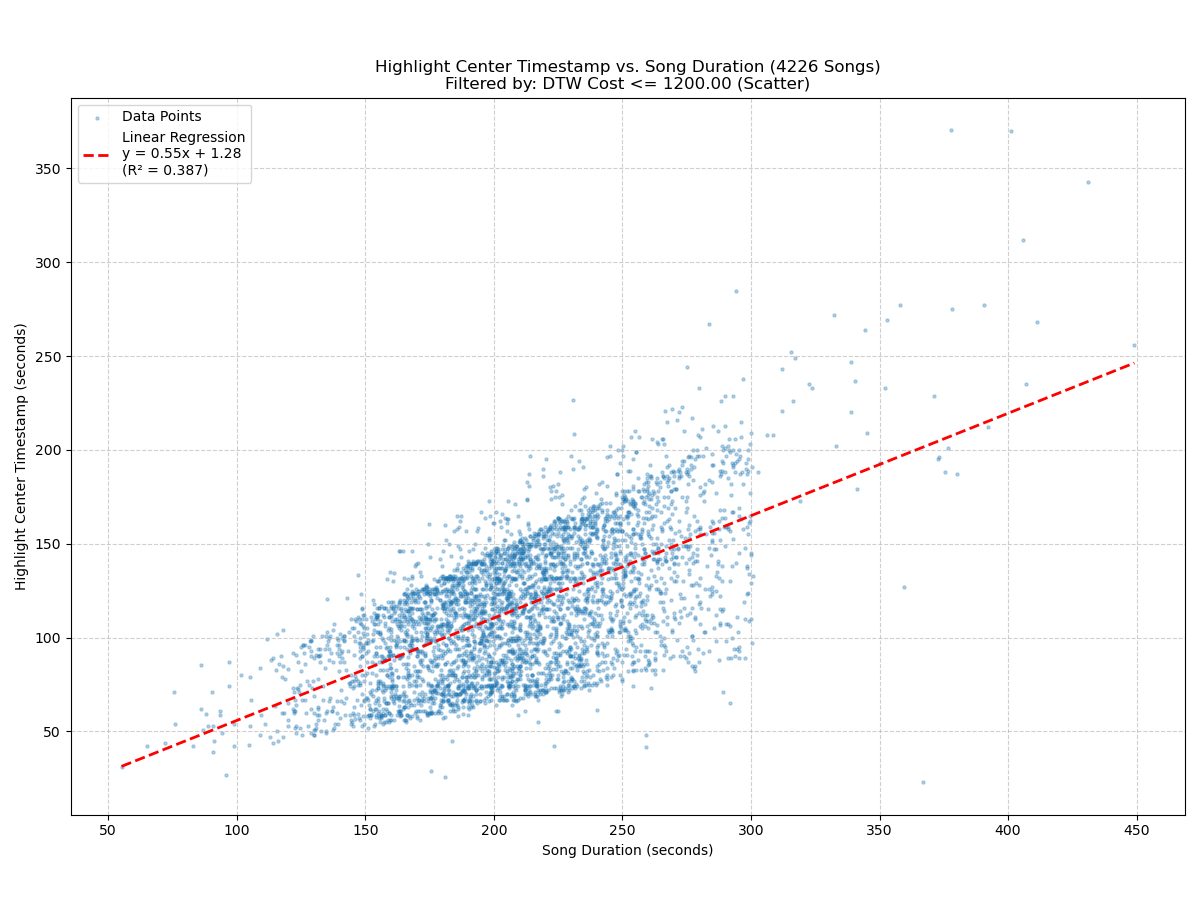 Highlight Center Timestamp vs. Song Duration (4226 Songs)
Filtered by: DTW Cost <= 1200.00 (Scatter)
Data Points
Linear Regression
y = 0.55x + 1.28
(R² = 0.387)
Highlight Center Timestamp (seconds)
350
300
250
200
150
100
50
50 100 150 200 250 300 350 400 450
Song Duration (seconds)